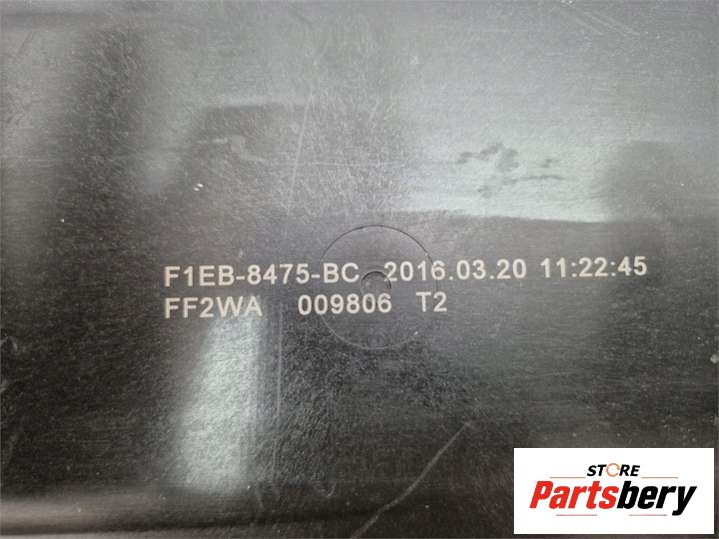 F1EB-8475-BC 2016.03.20 11:22:45
FF2WA 009806 T2
STORE
Partsbery